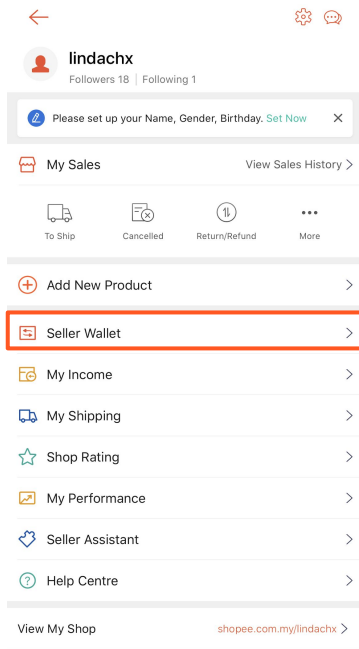 lindachx
Followers 18 | Following 1
Please set up your Name, Gender, Birthday. Set Now
My Sales View Sales History
To Ship Cancelled Return/Refund More
Add New Product
Seller Wallet
My Income
My Shipping
Shop Rating
My Performance
Seller Assistant
Help Centre
View My Shop shopee.com.my/lindachx